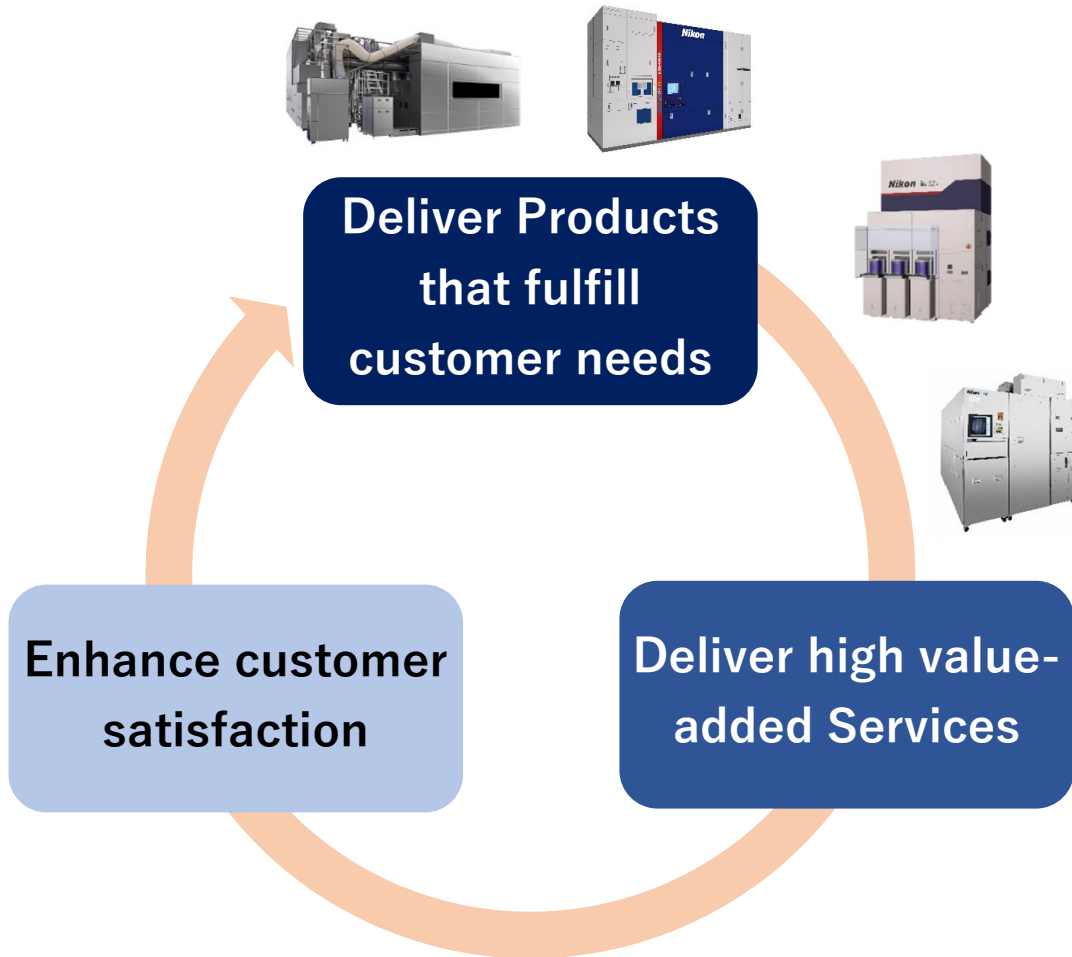 Nikon
Nikon
Deliver Products
that fulfill
customer needs
Enhance customer
satisfaction
Deliver high value-
added Services